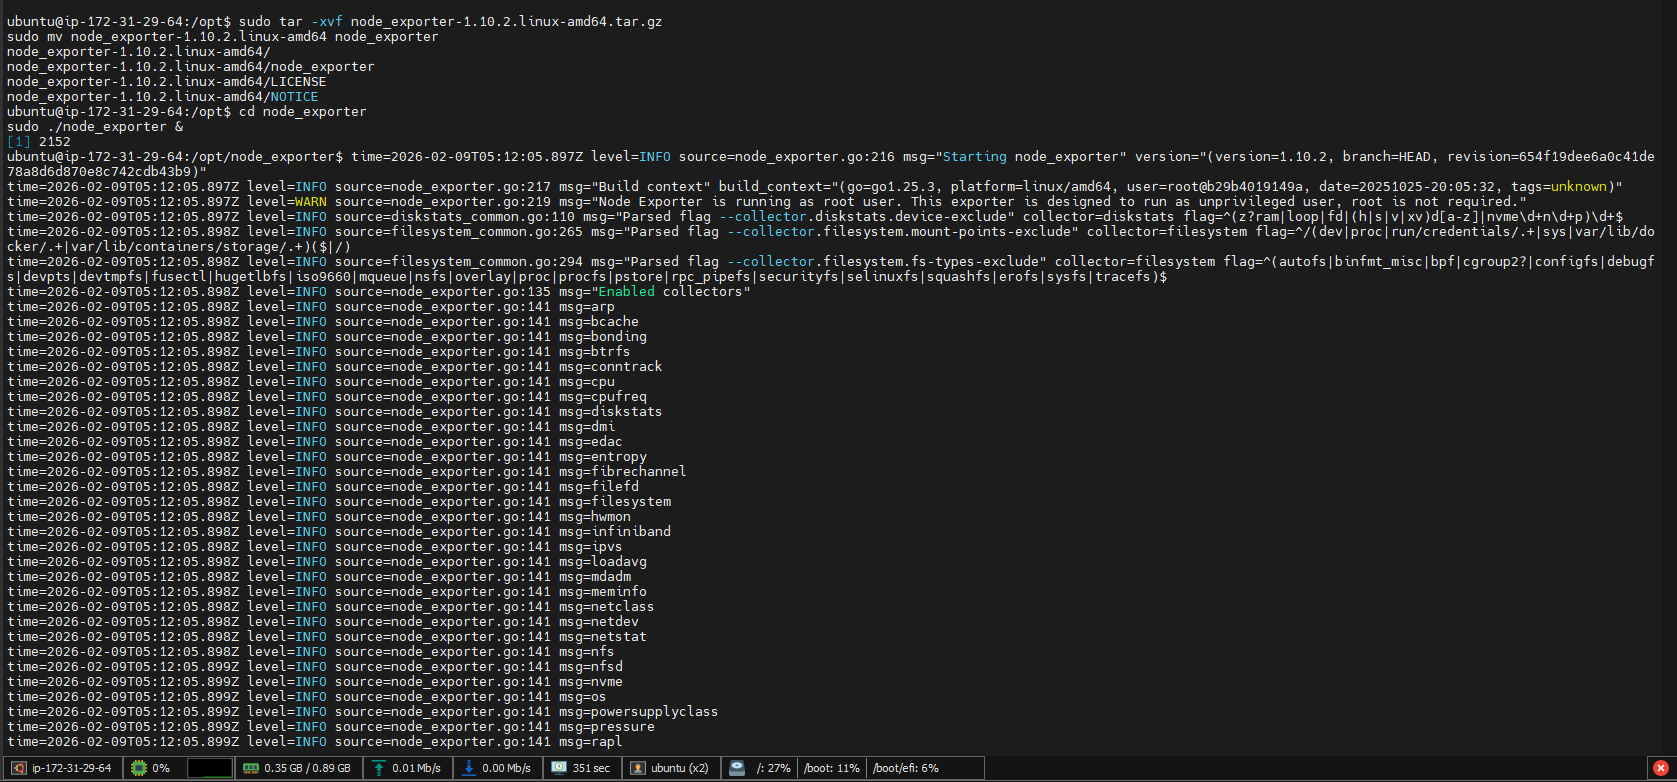 ubuntu@ip-172-31-29-64:/opt$ sudo tar -xvf node_exporter-1.10.2.linux-amd64.tar.gz
sudo mv node_exporter-1.10.2.linux-amd64 node_exporter
node_exporter-1.10.2.linux-amd64/
node_exporter-1.10.2.linux-amd64/node_exporter
node_exporter-1.10.2.linux-amd64/LICENSE
node_exporter-1.10.2.linux-amd64/NOTICE
ubuntu@ip-172-31-29-64:/opt$ cd node_exporter
sudo ./node_exporter &
[1] 2152
ubuntu@ip-172-31-29-64:/opt/node_exporter$ time=2026-02-09T05:12:05.897Z level=INFO source=node_exporter.go:216 msg="Starting node_exporter" version="(version=1.10.2, branch=HEAD, revision=654f19dee6a0c41de
78a8d6d870e8c742cdb43b9)"
time=2026-02-09T05:12:05.897Z level=INFO source=node_exporter.go:217 msg="Build context" build_context="(go=go1.25.3, platform=linux/amd64, user=root@b29b4019149a, date=20251025-20:05:32, tags=unknown)"
time=2026-02-09T05:12:05.897Z level=WARN source=node_exporter.go:219 msg="Node Exporter is running as root user. This exporter is designed to run as unprivileged user, root is not required."
time=2026-02-09T05:12:05.897Z level=INFO source=diskstats_common.go:110 msg="Parsed flag --collector.diskstats.device-exclude" collector=diskstats flag=^(z?ram|loop|fd|(h|s|v|xv)d[a-z]|nvme\d+n\d+p)\d+$
time=2026-02-09T05:12:05.898Z level=INFO source=filesystem_common.go:265 msg="Parsed flag --collector.filesystem.mount-points-exclude" collector=filesystem flag=^/(dev|proc|run/credentials/.+|sys|var/lib/do
cker/.+|var/lib/containers/storage/.+)($|/)
time=2026-02-09T05:12:05.898Z level=INFO source=filesystem_common.go:294 msg="Parsed flag --collector.filesystem.fs-types-exclude" collector=filesystem flag=^(autofs|binfmt_misc|bpf|cgroup2?|configfs|debugf
s|devpts|devtmpfs|fusectl|hugetlbfs|iso9660|mqueue|nsfs|overlay|proc|procfs|pstore|rpc_pipefs|securityfs|selinuxfs|squashfs|erofs|sysfs|tracefs)$
time=2026-02-09T05:12:05.898Z level=INFO source=node_exporter.go:135 msg="Enabled collectors"
time=2026-02-09T05:12:05.898Z level=INFO source=node_exporter.go:141 msg=arp
time=2026-02-09T05:12:05.898Z level=INFO source=node_exporter.go:141 msg=bcache
time=2026-02-09T05:12:05.898Z level=INFO source=node_exporter.go:141 msg=bonding
time=2026-02-09T05:12:05.898Z level=INFO source=node_exporter.go:141 msg=btrfs
time=2026-02-09T05:12:05.898Z level=INFO source=node_exporter.go:141 msg=conntrack
time=2026-02-09T05:12:05.898Z level=INFO source=node_exporter.go:141 msg=cpu
time=2026-02-09T05:12:05.898Z level=INFO source=node_exporter.go:141 msg=cpufreq
time=2026-02-09T05:12:05.898Z level=INFO source=node_exporter.go:141 msg=diskstats
time=2026-02-09T05:12:05.898Z level=INFO source=node_exporter.go:141 msg=dmi
time=2026-02-09T05:12:05.898Z level=INFO source=node_exporter.go:141 msg=edac
time=2026-02-09T05:12:05.898Z level=INFO source=node_exporter.go:141 msg=entropy
time=2026-02-09T05:12:05.898Z level=INFO source=node_exporter.go:141 msg=fibrechannel
time=2026-02-09T05:12:05.898Z level=INFO source=node_exporter.go:141 msg=filefd
time=2026-02-09T05:12:05.898Z level=INFO source=node_exporter.go:141 msg=filesystem
time=2026-02-09T05:12:05.898Z level=INFO source=node_exporter.go:141 msg=hwmon
time=2026-02-09T05:12:05.898Z level=INFO source=node_exporter.go:141 msg=infiniband
time=2026-02-09T05:12:05.898Z level=INFO source=node_exporter.go:141 msg=ipvs
time=2026-02-09T05:12:05.898Z level=INFO source=node_exporter.go:141 msg=loadavg
time=2026-02-09T05:12:05.898Z level=INFO source=node_exporter.go:141 msg=mdadm
time=2026-02-09T05:12:05.898Z level=INFO source=node_exporter.go:141 msg=meminfo
time=2026-02-09T05:12:05.898Z level=INFO source=node_exporter.go:141 msg=netclass
time=2026-02-09T05:12:05.898Z level=INFO source=node_exporter.go:141 msg=netdev
time=2026-02-09T05:12:05.898Z level=INFO source=node_exporter.go:141 msg=netstat
time=2026-02-09T05:12:05.898Z level=INFO source=node_exporter.go:141 msg=nfs
time=2026-02-09T05:12:05.899Z level=INFO source=node_exporter.go:141 msg=nfsd
time=2026-02-09T05:12:05.899Z level=INFO source=node_exporter.go:141 msg=nvme
time=2026-02-09T05:12:05.899Z level=INFO source=node_exporter.go:141 msg=os
time=2026-02-09T05:12:05.899Z level=INFO source=node_exporter.go:141 msg=powersupplyclass
time=2026-02-09T05:12:05.899Z level=INFO source=node_exporter.go:141 msg=pressure
time=2026-02-09T05:12:05.899Z level=INFO source=node_exporter.go:141 msg=rapl
ip-172-31-29-64 0% 0.35 GB / 0.89 GB 0.01 Mb/s 0.00 Mb/s 351 sec ubuntu (x2) /: 27% /boot: 11% /boot/efi: 6%